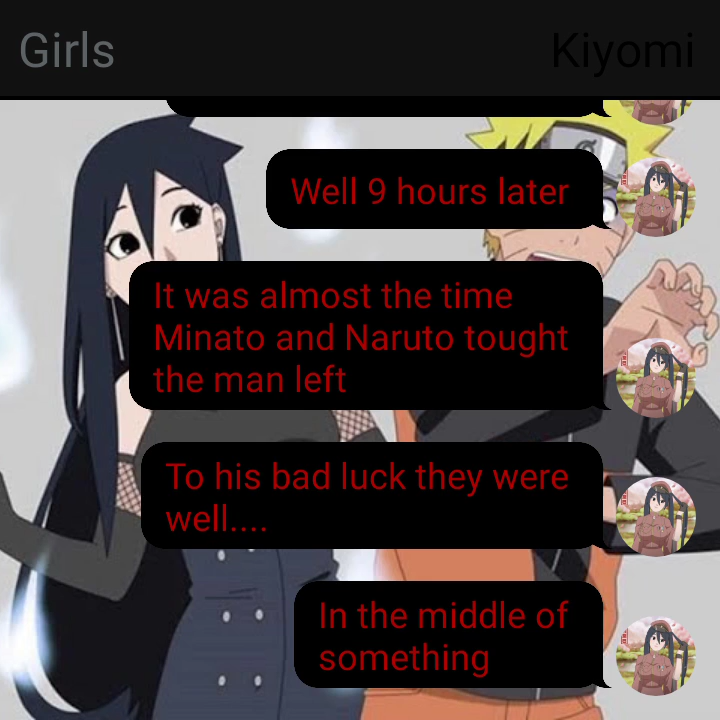 Girls
Kiyomi
Well 9 hours later
It was almost the time
Minato and Naruto tought
the man left
To his bad luck they were
well....
In the middle of
something